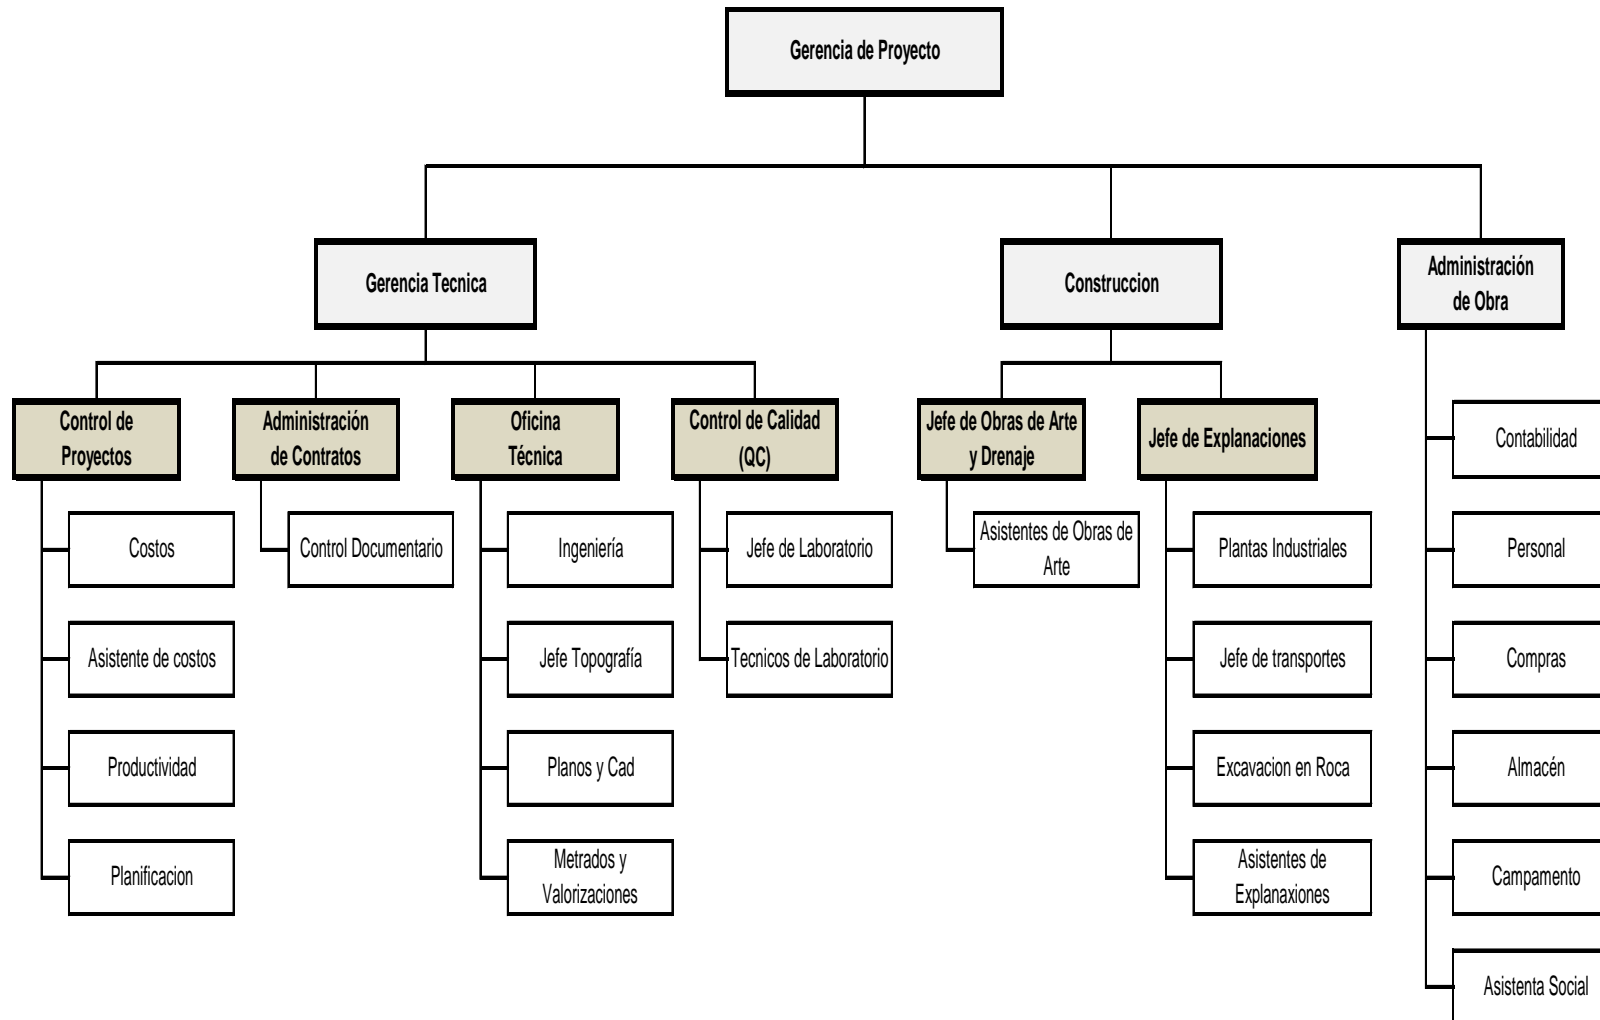 Gerencia de Proyecto
Gerencia Tecnica
Construccion
Administración
de Obra
Control de
Proyectos
Administración
de Contratos
Oficina
Técnica
Control de Calidad
(QC)
Jefe de Obras de Arte
y Drenaje
Jefe de Explanaciones
Costos
Asistente de costos
Productividad
Planificacion
Control Documentario
Ingeniería
Jefe Topografía
Planos y Cad
Metrados y
Valorizaciones
Jefe de Laboratorio
Tecnicos de Laboratorio
Asistentes de Obras de
Arte
Plantas Industriales
Jefe de transportes
Excavacion en Roca
Asistentes de
Explanaxiones
Contabilidad
Personal
Compras
Almacén
Campamento
Asistenta Social